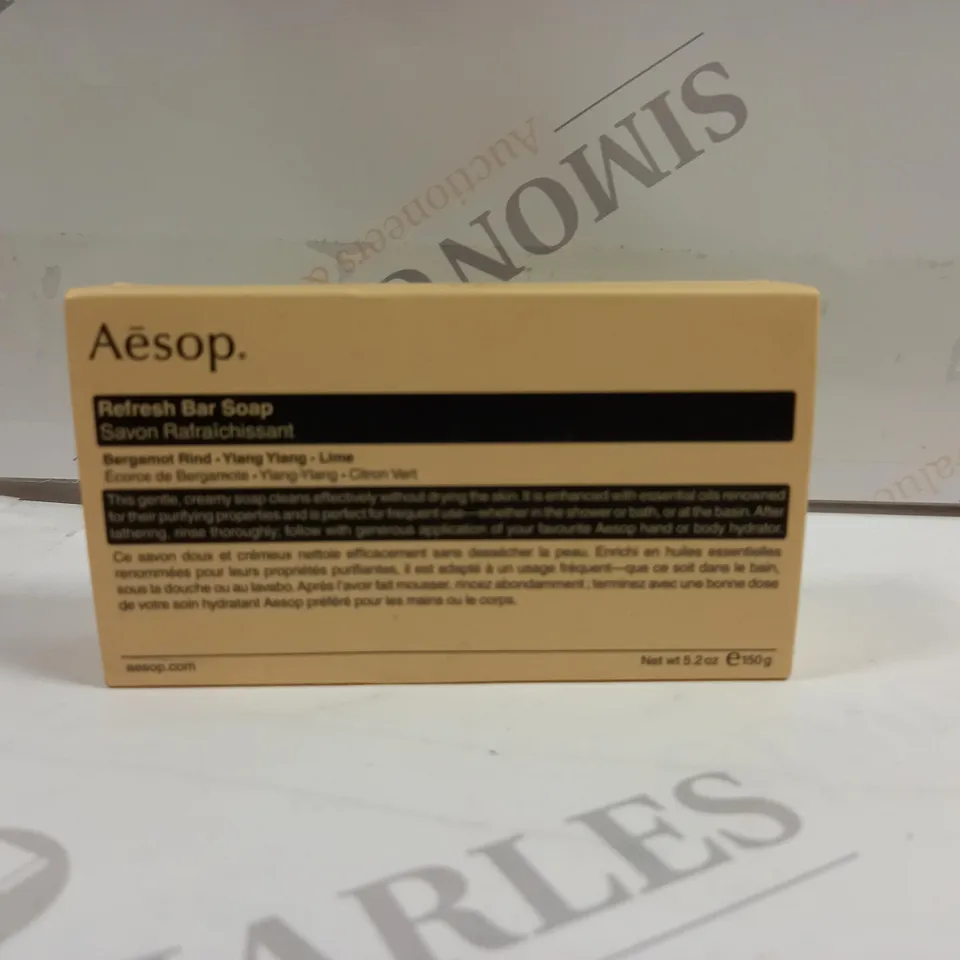 SIMON
Auctioneers &
Aēsop.
Refresh Bar Soap
Savon Rafraîchissant
Bergamot Rind · Ylang Ylang · Lime
Écorce de Bergamote · Ylang-Ylang · Citron Vert
This gentle, creamy soap cleans effectively without drying the skin. It is enhanced with essential oils renowned
for their purifying properties and is perfect for frequent use—whether in the shower or bath, or at the basin. After
lathering, rinse thoroughly; follow with generous application of your favourite Aesop hand or body hydrator.
Ce savon doux et crémeux nettoie efficacement sans dessécher la peau. Enrichi en huiles essentielles
renommées pour leurs propriétés purifiantes, il est adapté à un usage fréquent—que ce soit dans le bain,
sous la douche ou au lavabo. Après l'avoir fait mousser, rincez abondamment ; terminez avec une bonne dose
de votre soin hydratant Aesop préféré pour les mains ou le corps.
aesop.com
Net wt 5.2 oz ℮150 g
ARLES